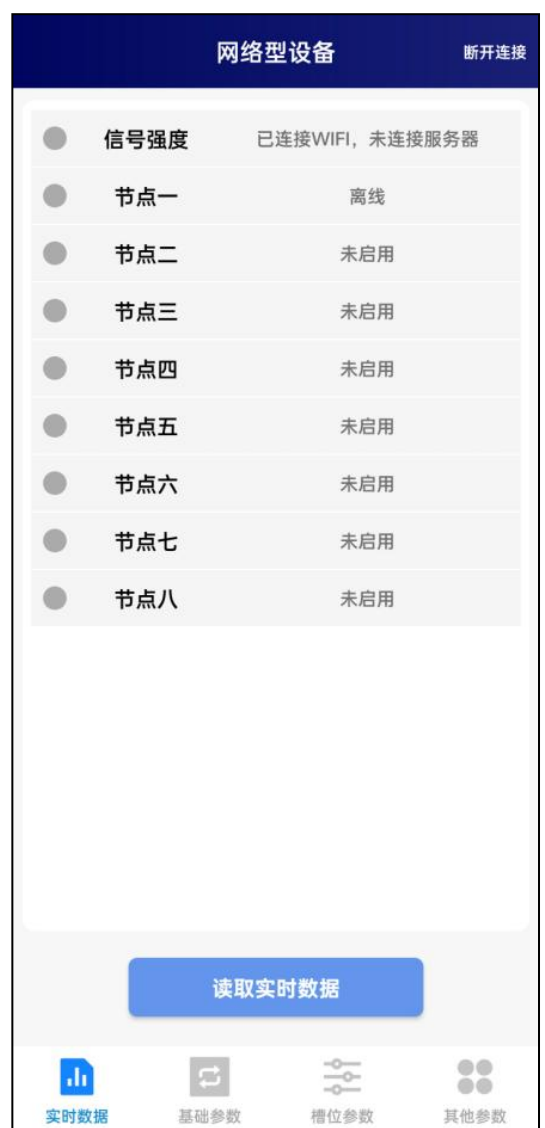 网络型设备 断开连接
信号强度 已连接WIFI，未连接服务器
节点一 离线
节点二 未启用
节点三 未启用
节点四 未启用
节点五 未启用
节点六 未启用
节点七 未启用
节点八 未启用
读取实时数据
实时数据 基础参数 槽位参数 其他参数